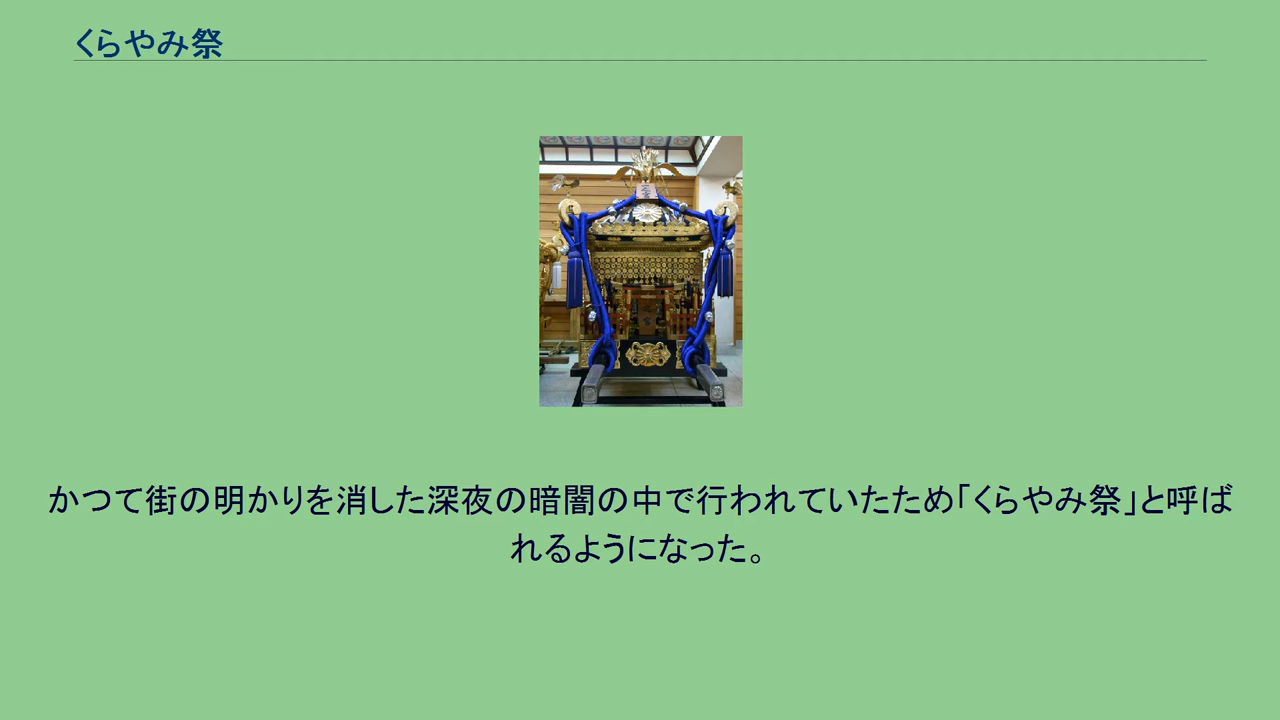 くらやみ祭
かつて街の明かりを消した深夜の暗闇の中で行われていたため「くらやみ祭」と呼ば
れるようになった。